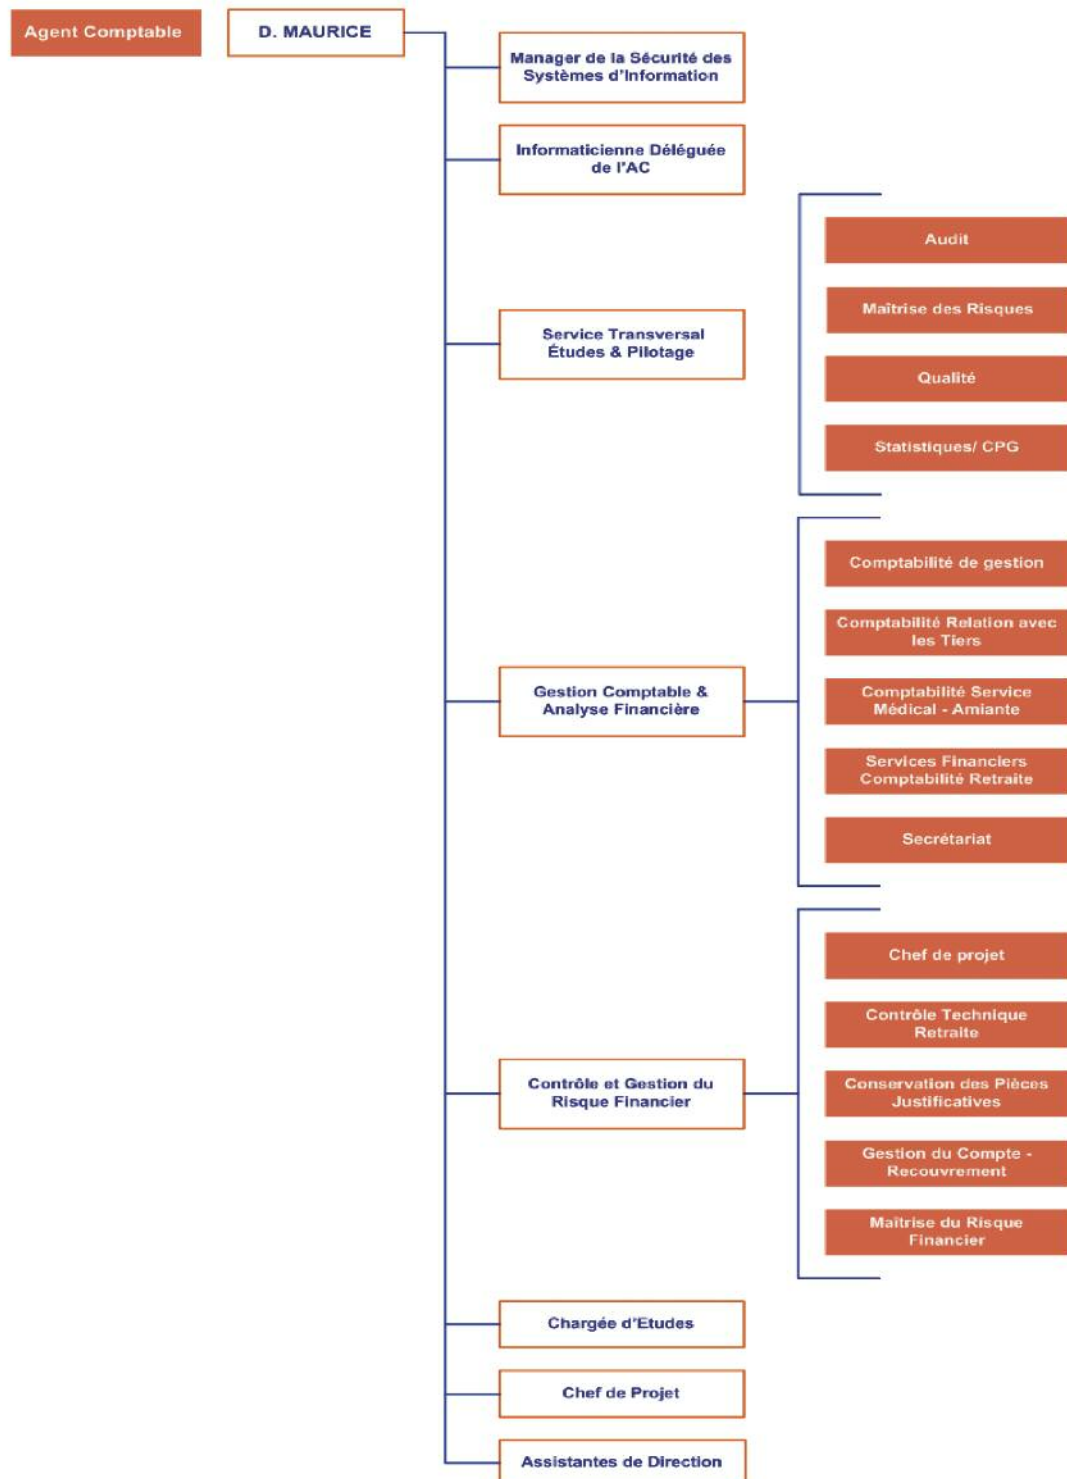 Agent Comptable
D. MAURICE
Manager de la Sécurité des
Systèmes d'Information
Informaticienne Déléguée
de l'AC
Service Transversal
Études & Pilotage
Audit
Maîtrise des Risques
Qualité
Statistiques/ CPG
Gestion Comptable &
Analyse Financière
Comptabilité de gestion
Comptabilité Relation avec
les Tiers
Comptabilité Service
Médical - Amiante
Services Financiers
Comptabilité Retraite
Secrétariat
Contrôle et Gestion du
Risque Financier
Chef de projet
Contrôle Technique
Retraite
Conservation des Pièces
Justificatives
Gestion du Compte -
Recouvrement
Maîtrise du Risque
Financier
Chargée d'Etudes
Chef de Projet
Assistantes de Direction